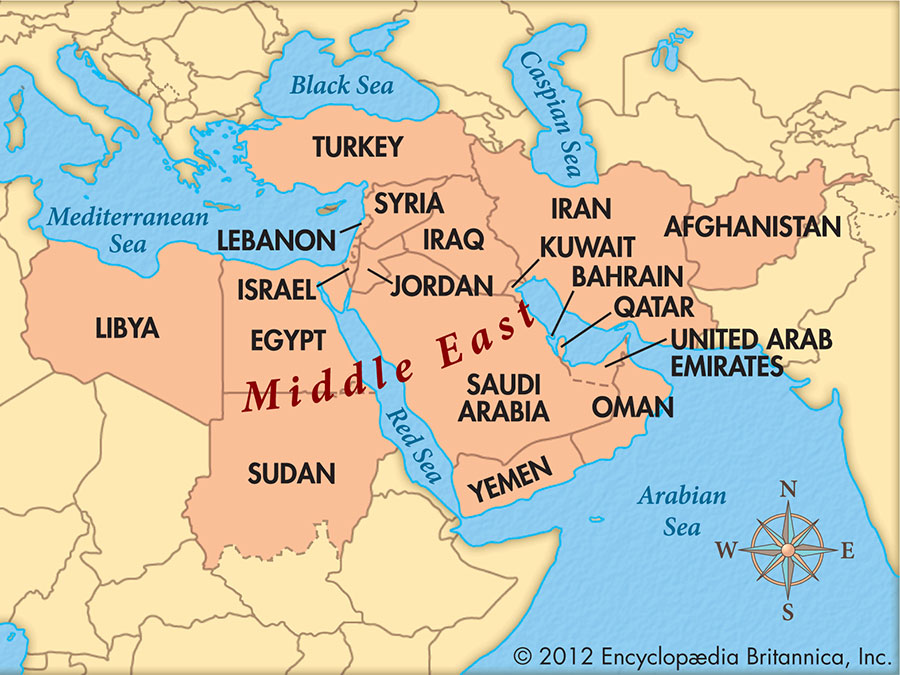 Black Sea
Caspian Sea
TURKEY
Mediterranean
Sea
SYRIA
LEBANON
IRAQ
IRAN
AFGHANISTAN
KUWAIT
ISRAEL
JORDAN
BAHRAIN
QATAR
LIBYA
EGYPT
UNITED ARAB
EMIRATES
Middle East
SAUDI
ARABIA
OMAN
Red Sea
SUDAN
YEMEN
Arabian
Sea
N
W
E
S
© 2012 Encyclopædia Britannica, Inc.